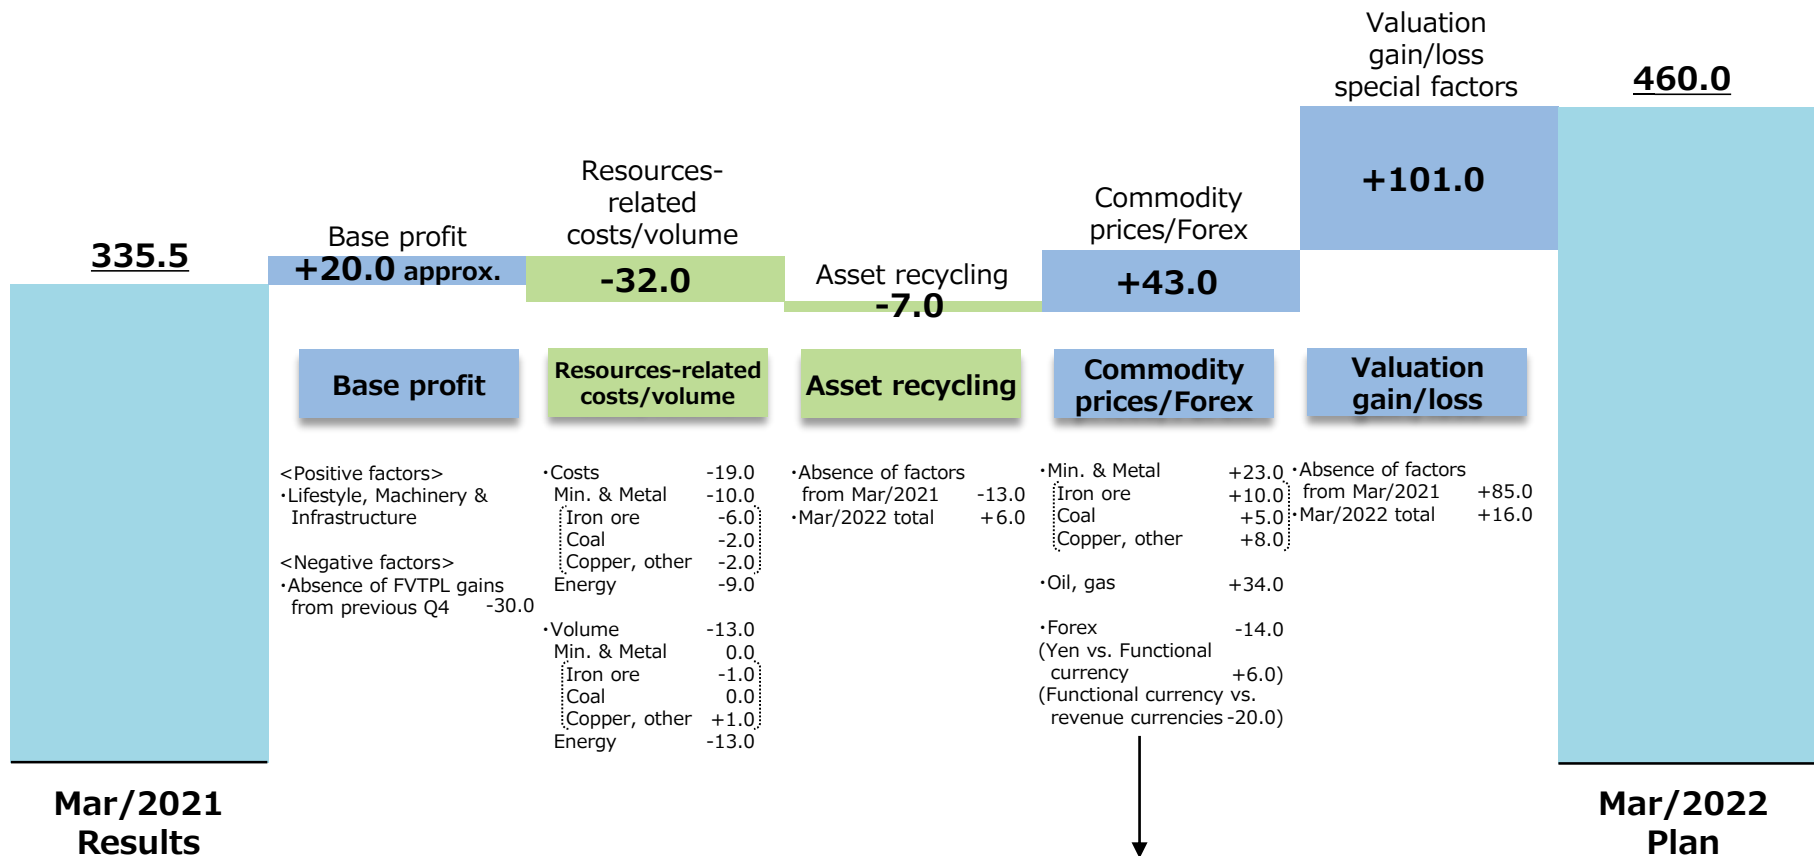 335.5
Base profit
+20.0 approx.
Resources-
related
costs/volume
-32.0
Asset recycling
-7.0
Commodity
prices/Forex
+43.0
Valuation
gain/loss
special factors
+101.0
460.0
Base profit
<Positive factors>
・Lifestyle, Machinery &
Infrastructure
<Negative factors>
・Absence of FVTPL gains
from previous Q4 -30.0
Resources-related
costs/volume
・Costs -19.0
Min. & Metal -10.0
Iron ore -6.0
Coal -2.0
Copper, other -2.0
Energy -9.0
・Volume -13.0
Min. & Metal 0.0
Iron ore -1.0
Coal 0.0
Copper, other +1.0
Energy -13.0
Asset recycling
・Absence of factors
from Mar/2021 -13.0
・Mar/2022 total +6.0
Commodity
prices/Forex
・Min. & Metal +23.0
Iron ore +10.0
Coal +5.0
Copper, other +8.0
・Oil, gas +34.0
・Forex -14.0
(Yen vs. Functional
currency +6.0)
(Functional currency vs.
revenue currencies -20.0)
Valuation
gain/loss
・Absence of factors
from Mar/2021 +85.0
・Mar/2022 total +16.0
Mar/2021
Results
Mar/2022
Plan